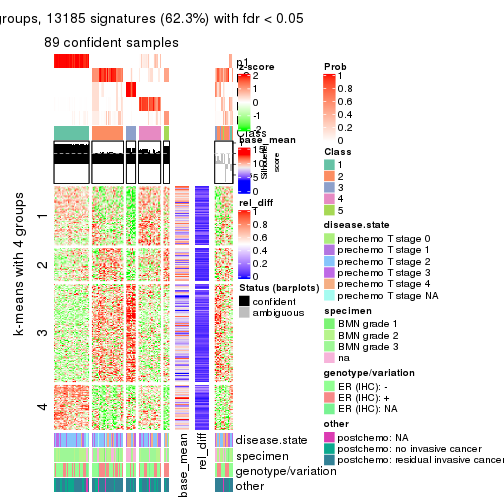 groups, 13185 signatures (62.3%) with fdr < 0.05
89 confident samples
p1
z-score
2
1
0
-1
-2
Class
base_mean
15
10
5
0
Silhouette
score
rel_diff
1
0.8
0.6
0.4
0.2
0
Status (barplots)
confident
ambiguous
k-means with 4 groups
1
2
3
4
base_mean
rel_diff
disease.state
specimen
genotype/variation
other
Prob
1
0.8
0.6
0.4
0.2
0
Class
1
2
3
4
5
disease.state
prechemo T stage 0
prechemo T stage 1
prechemo T stage 2
prechemo T stage 3
prechemo T stage 4
prechemo T stage NA
specimen
BMN grade 1
BMN grade 2
BMN grade 3
na
genotype/variation
ER (IHC): -
ER (IHC): +
ER (IHC): NA
other
postchemo: NA
postchemo: no invasive cancer
postchemo: residual invasive cancer